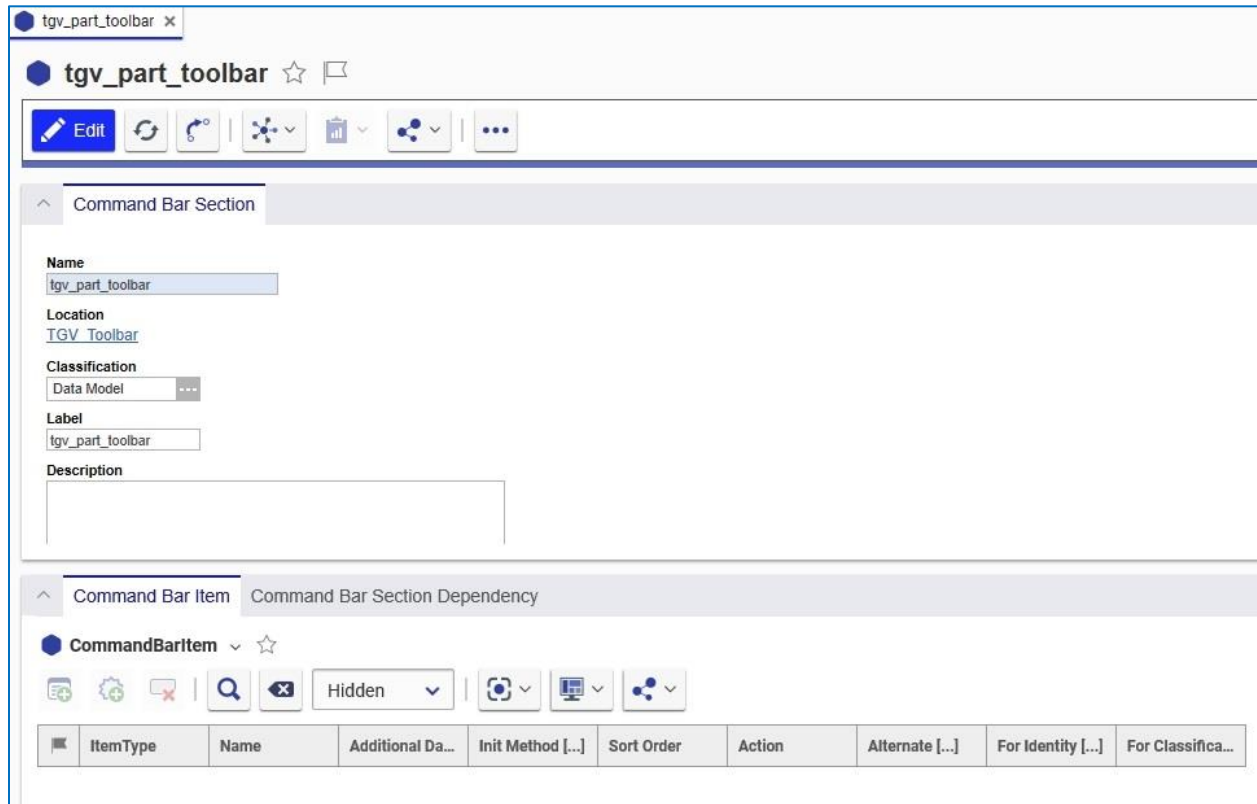 tgv_part_toolbar
tgv_part_toolbar
Edit
Command Bar Section
Name
tgv_part_toolbar
Location
TGV_Toolbar
Classification
Data Model
Label
tgv_part_toolbar
Description
Command Bar Item Command Bar Section Dependency
CommandBarItem
Hidden
ItemType Name Additional Da... Init Method [...] Sort Order Action Alternate [...] For Identity [...] For Classifica...